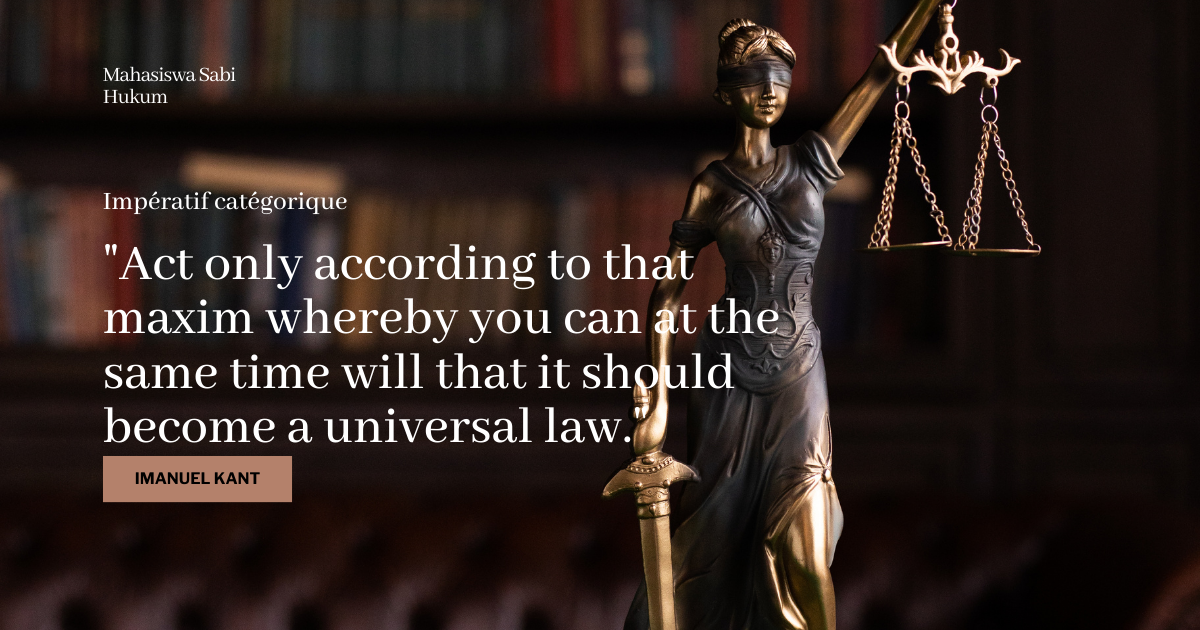 Mahasiswa Sabi
Hukum
Impératif catégorique
"Act only according to that
maxim whereby you can at the
same time will that it should
become a universal law."
IMANUEL KANT